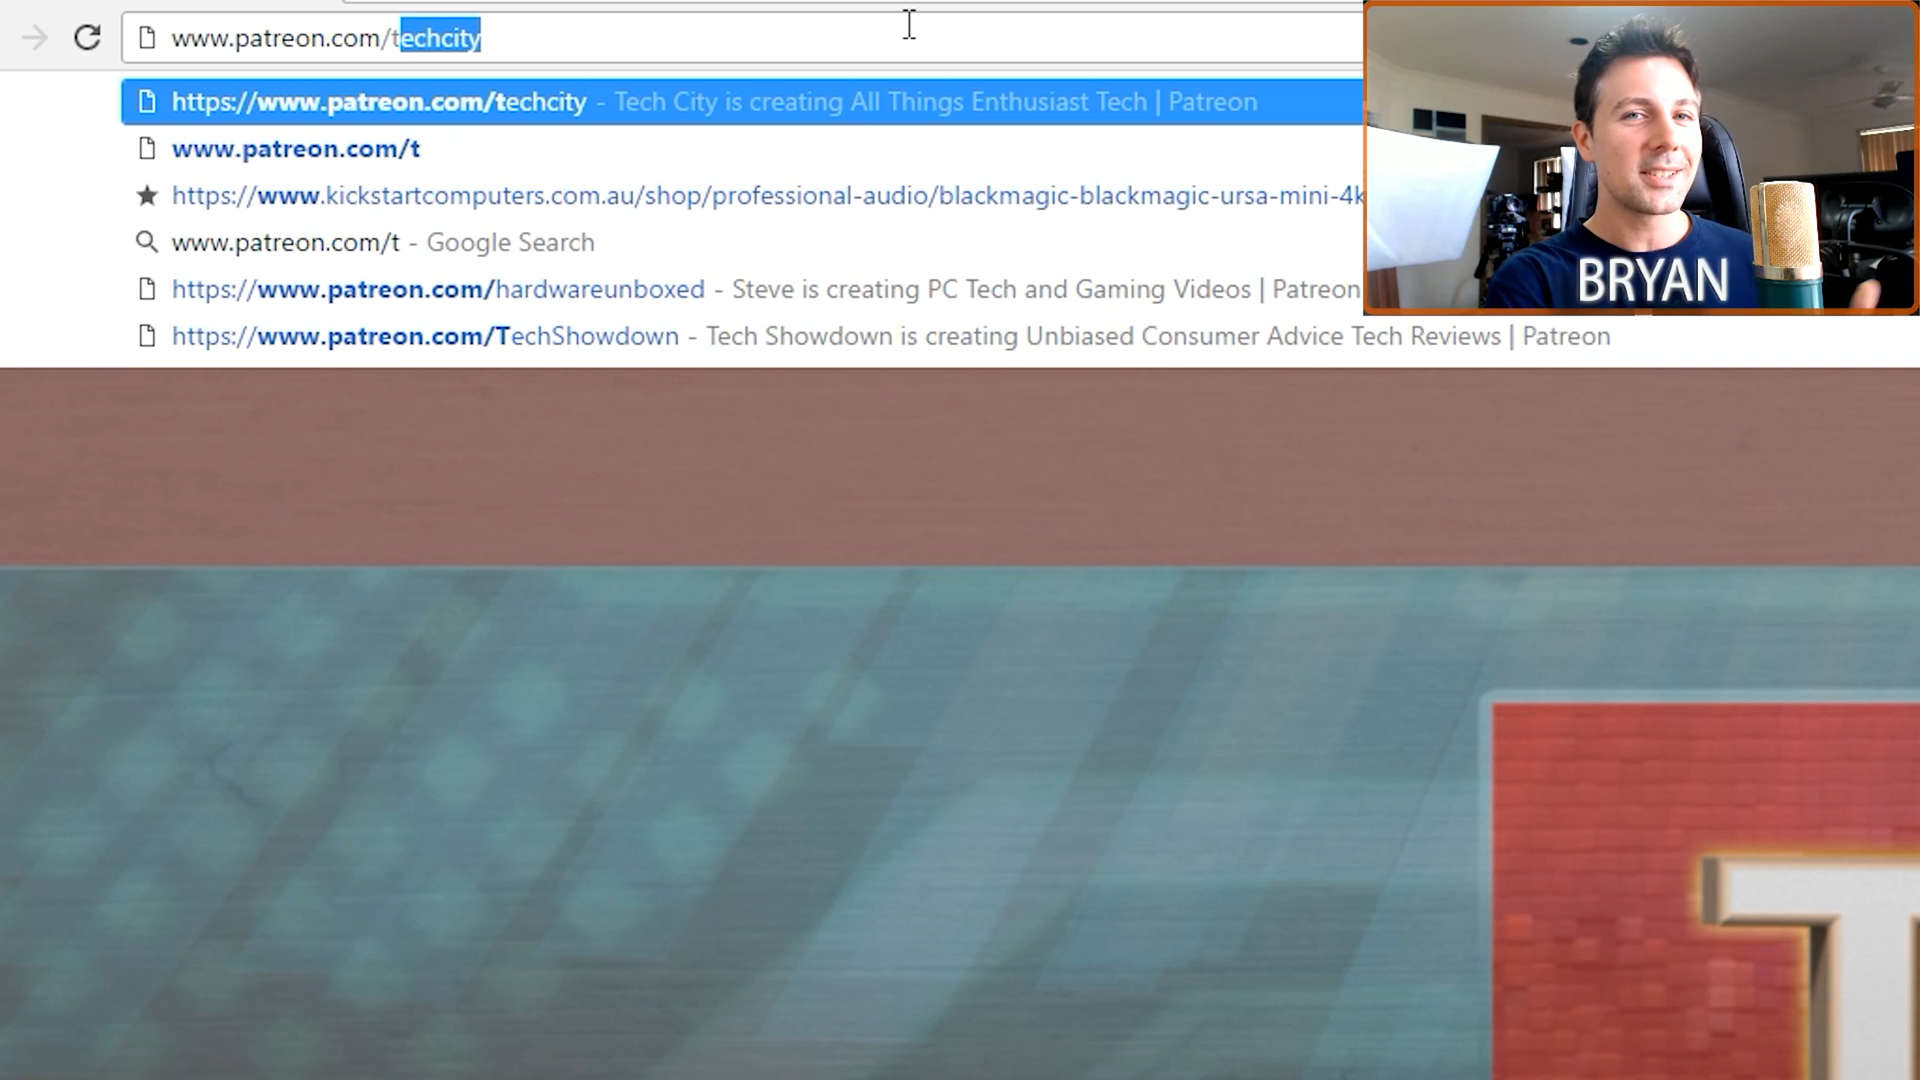 www.patreon.com/techcity
https://www.patreon.com/techcity - Tech City is creating All Things Enthusiast Tech | Patreon
www.patreon.com/t
https://www.kickstartcomputers.com.au/shop/professional-audio/blackmagic-blackmagic-ursa-mini-4k
www.patreon.com/t - Google Search
https://www.patreon.com/hardwareunboxed - Steve is creating PC Tech and Gaming Videos | Patreon
https://www.patreon.com/TechShowdown - Tech Showdown is creating Unbiased Consumer Advice Tech Reviews | Patreon
BRYAN
T